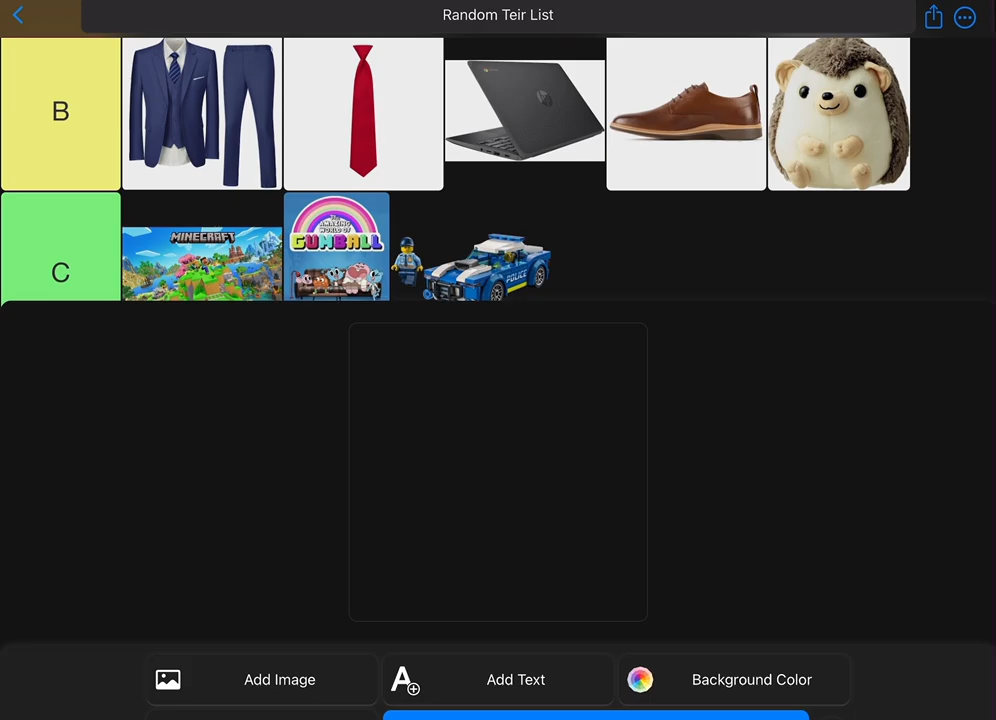 Random Teir List
B
C
MINECRAFT
The
AMAZING
WORLD OF
GUMBALL
POLICE
Add Image
Add Text
Background Color